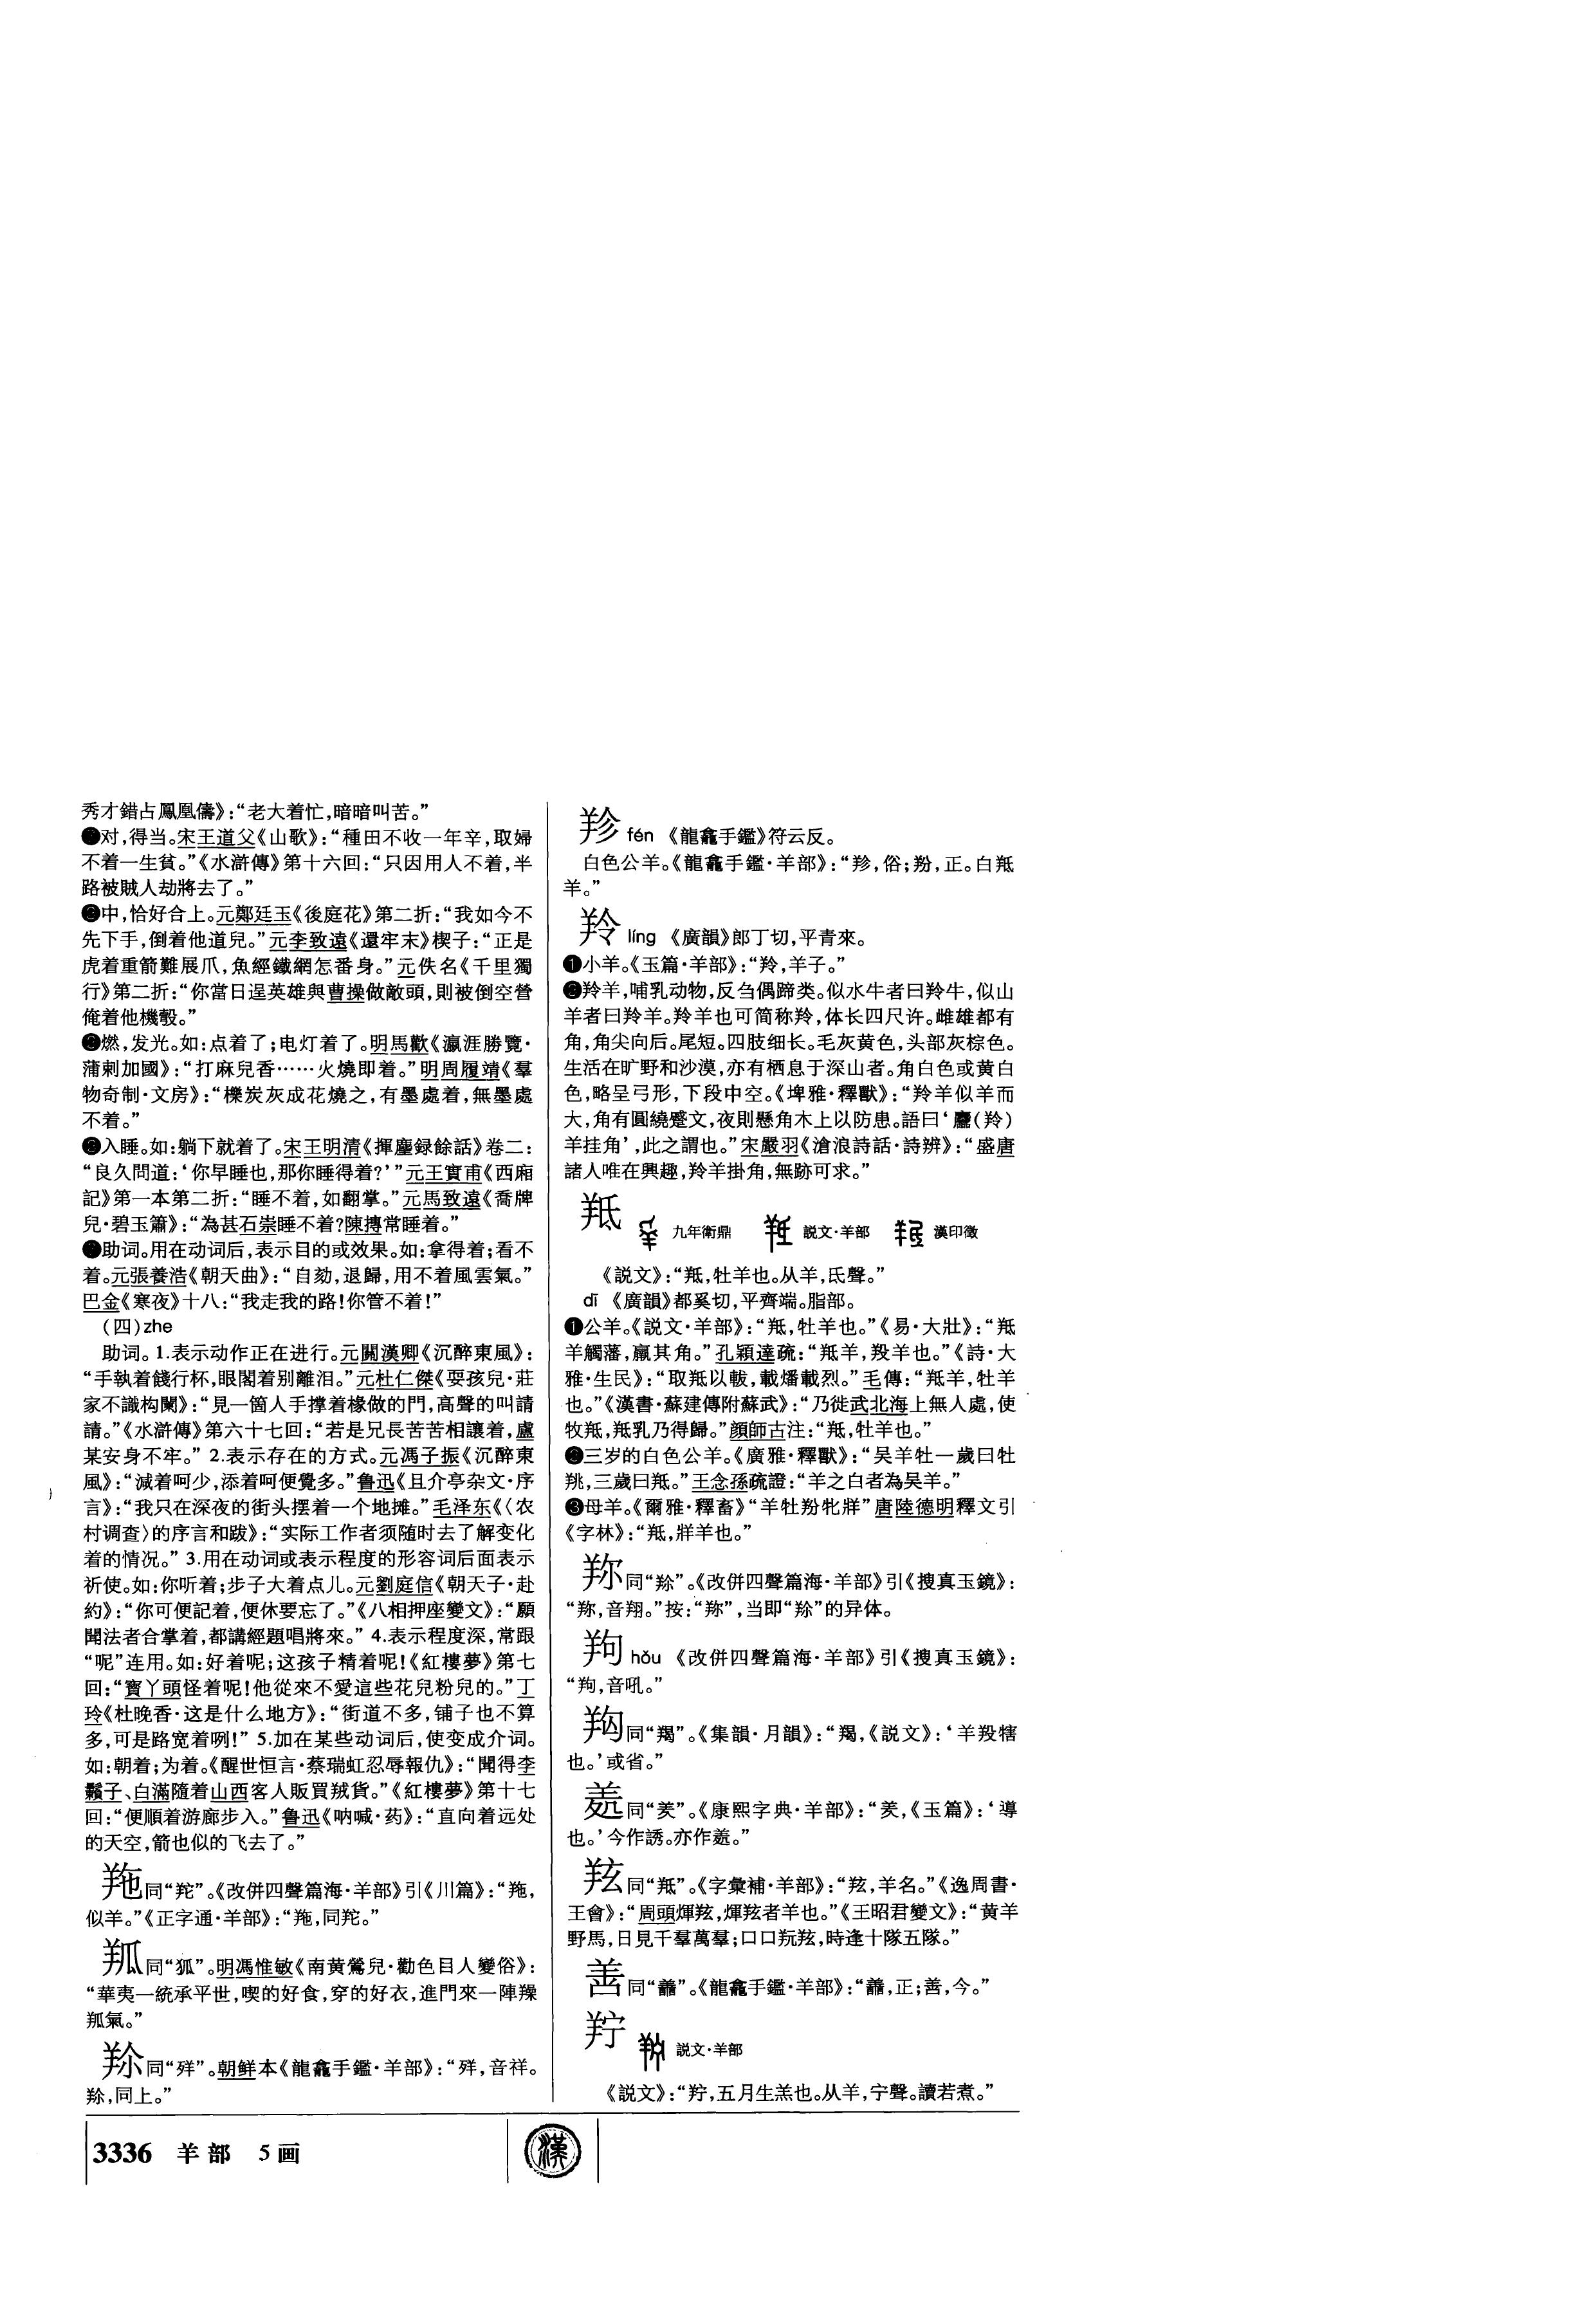 秀才錯占鳳凰儔》：“老大着忙，暗暗叫苦。”
对，得当。宋王道父《山歌》：“種田不收一年辛，取婦
不着一生貧。”《水滸傳》第十六回：“只因用人不着，半
路被賊人劫將去了。”
中，恰好合上。元鄭廷玉《後庭花》第二折：“我如今不
先下手，倒着他道兒。”元李致遠《還牢末》楔子：“正是
虎着重箭難展爪，魚經鐵網怎番身。”元佚名《千里獨
行》第二折：“你當日逞英雄與曹操做敵頭，則被倒空營
俺着他機彀。”
燃，发光。如：点着了；电灯着了。明馬歡《瀛涯勝覽·
蒲剌加國》：“打麻兒香……火燒即着。”明周履靖《羣
物奇制·文房》：“櫟炭灰成花燒之，有墨處着，無墨處
不着。”
入睡。如：躺下就着了。宋王明清《揮塵録餘話》卷二：
“良久問道：‘你早睡也，那你睡得着？’”元王實甫《西廂
記》第一本第二折：“睡不着，如翻掌。”元馬致遠《喬牌
兒·碧玉簫》：“為甚石崇睡不着？陳摶常睡着。”
助词。用在动词后，表示目的或效果。如：拿得着；看不
着。元張養浩《朝天曲》：“自劾，退歸，用不着風雲氣。”
巴金《寒夜》十八：“我走我的路！你管不着！”
（四）zhe
助词。1.表示动作正在进行。元關漢卿《沉醉東風》：
“手執着餞行杯，眼閣着别離泪。”元杜仁傑《耍孩兒·莊
家不識构闌》：“見一箇人手撑着椽做的門，高聲的叫請
請。”《水滸傳》第六十七回：“若是兄長苦苦相讓着，盧
某安身不牢。” 2.表示存在的方式。元馮子振《沉醉東
風》：“減着呵少，添着呵便覺多。”鲁迅《且介亭杂文·序
言》：“我只在深夜的街头摆着一个地摊。”毛泽东《〈农
村调查〉的序言和跋》：“实际工作者须随时去了解变化
着的情况。” 3.用在动词或表示程度的形容词后面表示
祈使。如：你听着；步子大着点儿。元劉庭信《朝天子·赴
約》：“你可便記着，便休要忘了。”《八相押座變文》：“願
聞法者合掌着，都講經題唱將來。” 4.表示程度深，常跟
“呢”连用。如：好着呢；这孩子精着呢！《紅樓夢》第七
回：“寶丫頭怪着呢！他從來不愛這些花兒粉兒的。”丁
玲《杜晚香·这是什么地方》：“街道不多，铺子也不算
多，可是路宽着咧！” 5.加在某些动词后，使变成介词。
如：朝着；为着。《醒世恒言·蔡瑞虹忍辱報仇》：“聞得李
鬍子、白滿隨着山西客人販買羢貨。”《紅樓夢》第十七
回：“便順着游廊步入。”鲁迅《呐喊·药》：“直向着远处
的天空，箭也似的飞去了。”
䍫同“羠”。《改併四聲篇海·羊部》引《川篇》：“，
似羊。”《正字通·羊部》：“，同羠。”
同“狐”。明馮惟敏《南黄鶯兒·勸色目人變俗》：
“華夷一統承平世，喫的好食，穿的好衣，進門來一陣羶
氣。”
同“𢓜”。朝鮮本《龍龕手鑑·羊部》：“，音祥。
，同上。”
fén 《龍龕手鑑》符云反。
白色公羊。《龍龕手鑑·羊部》：“，俗；羒，正。白羝
羊。”
羚 líng 《廣韻》郎丁切，平青來。
❶小羊。《玉篇·羊部》：“羚，羊子。”
❷羚羊，哺乳动物，反刍偶蹄类。似水牛者曰羚牛，似山
羊者曰羚羊。羚羊也可简称羚，体长四尺许。雌雄都有
角，角尖向后。尾短。四肢细长。毛灰黄色，头部灰棕色。
生活在旷野和沙漠，亦有栖息于深山者。角白色或黄白
色，略呈弓形，下段中空。《埤雅·釋獸》：“羚羊似羊而
大，角有圓繞蹙文，夜則懸角木上以防患。語曰‘麢（羚）
羊挂角’，此之謂也。”宋嚴羽《滄浪詩話·詩辨》：“盛唐
諸人唯在興趣，羚羊掛角，無跡可求。”
羝 九年衛鼎 説文·羊部 漢印徵
《説文》：“羝，牡羊也。从羊，氐聲。”
dī 《廣韻》都奚切，平齊端。脂部。
❶公羊。《説文·羊部》：“羝，牡羊也。”《易·大壯》：“羝
羊觸藩，羸其角。”孔穎達疏：“羝羊，羖羊也。”《詩·大
雅·生民》：“取羝以軷，載燔載烈。”毛傳：“羝羊，牡羊
也。”《漢書·蘇建傳附蘇武》：“乃徙武北海上無人處，使
牧羝，羝乳乃得歸。”顔師古注：“羝，牡羊也。”
❷三岁的白色公羊。《廣雅·釋獸》：“吴羊牡一歲曰牡
𦍩，三歲曰羝。”王念孫疏證：“羊之白者為吴羊。”
❸母羊。《爾雅·釋畜》“羊牡羒牝牂”唐陸德明釋文引
《字林》：“羝，牂羊也。”
同“”。《改併四聲篇海·羊部》引《搜真玉鏡》：
“，音翔。”按：“”，当即“”的异体。
hǒu 《改併四聲篇海·羊部》引《搜真玉鏡》：
“，音吼。”
同“羯”。《集韻·月韻》：“羯，《説文》：‘羊羖犗
也。’或省。”
同“羑”。《康熙字典·羊部》：“羑，《玉篇》：‘導
也。’今作誘。亦作。”
羢同“羝”。《字彙補·羊部》：“，羊名。”《逸周書·
王會》：“周頭煇，煇者羊也。”《王昭君變文》：“黄羊
野馬，日見千羣萬羣；口口羱，時逢十隊五隊。”
同“譱”。《龍龕手鑑·羊部》：“譱，正；，今。”
羜 説文·羊部
《説文》：“羜，五月生羔也。从羊，宁聲。讀若煮。”
3336 羊部 5画
漢